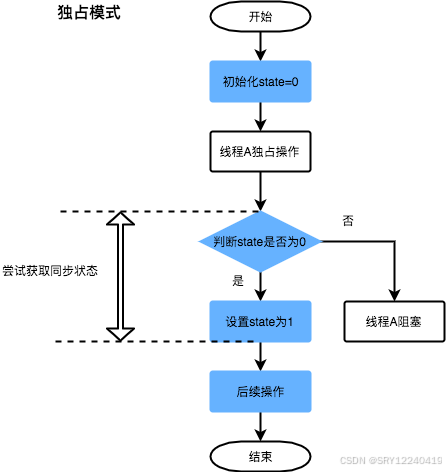 独占模式
开始
初始化state=0
线程A独占操作
判断state是否为0
否
尝试获取同步状态
是
设置state为1
线程A阻塞
后续操作
结束
CSDN @SRY12240419